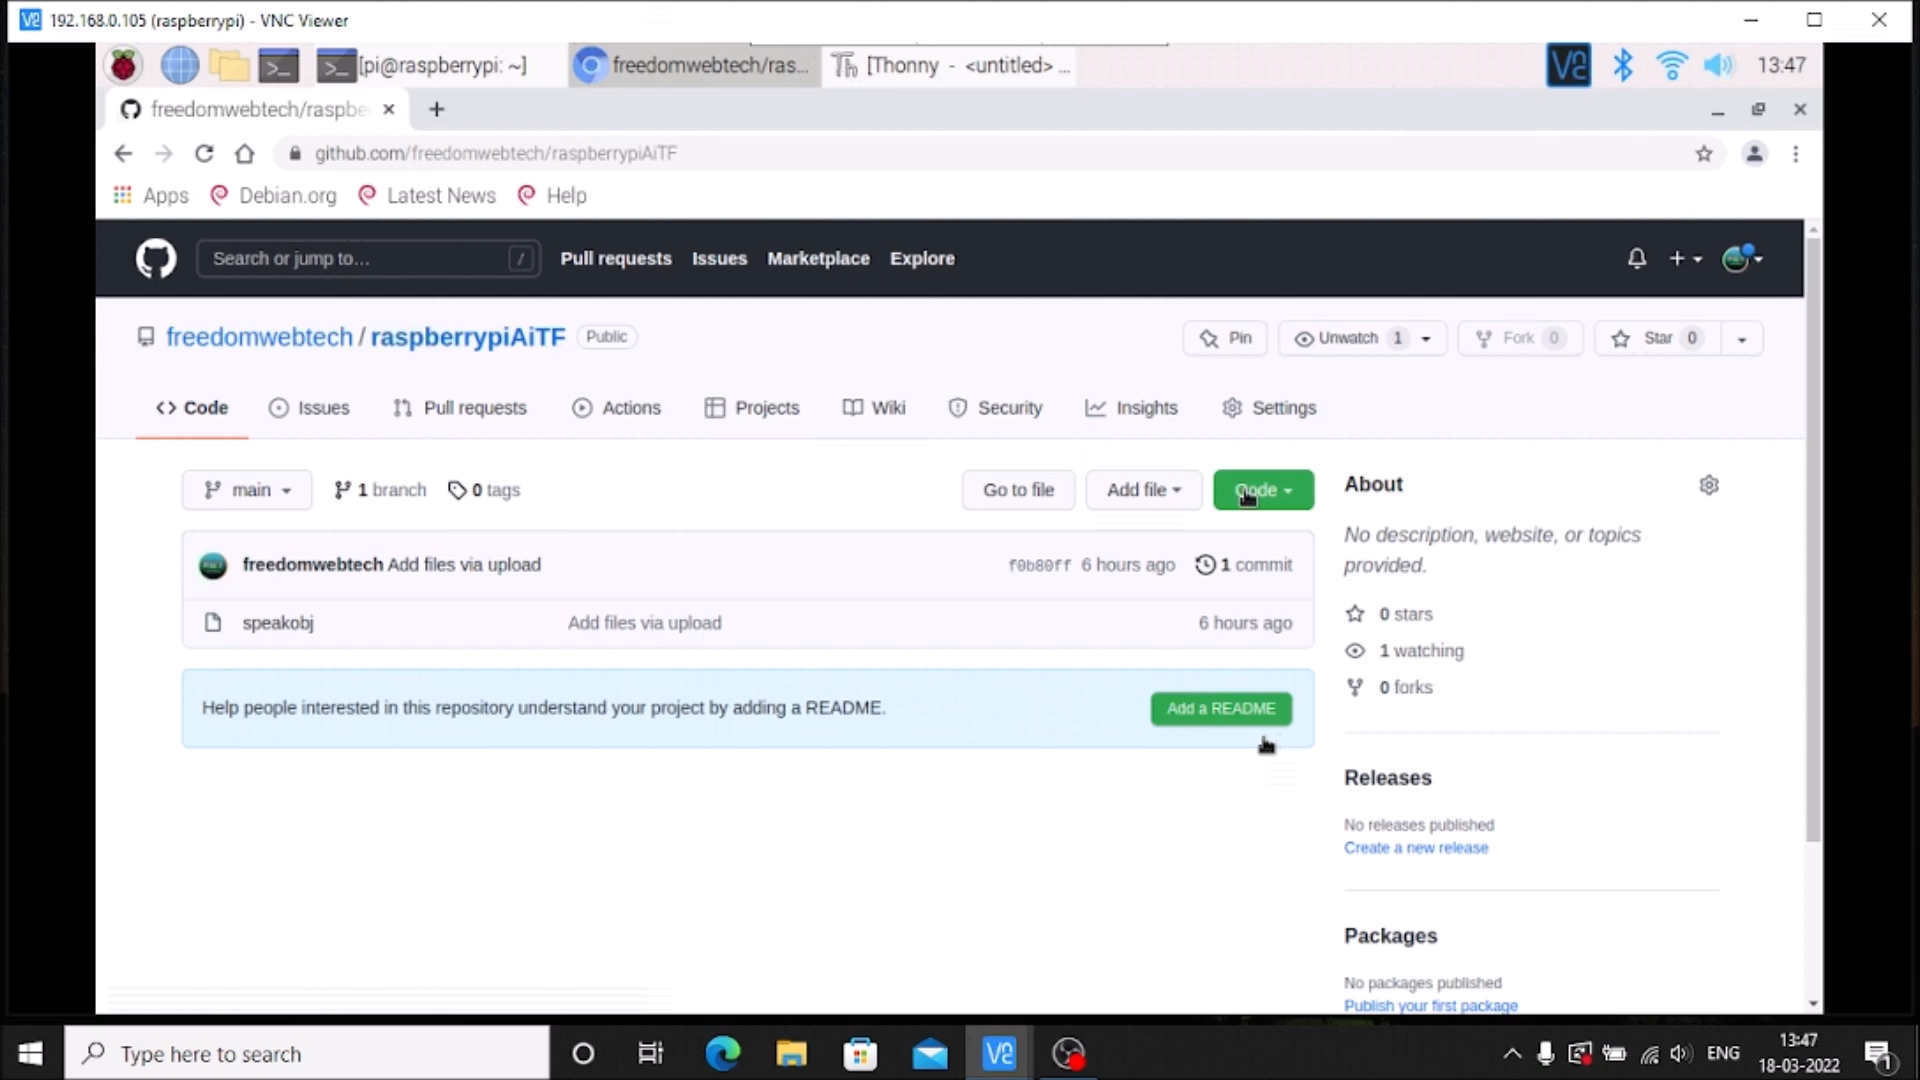 192.168.0.105 (raspberrypi) - VNC Viewer
[pi@raspberrypi: ~]
freedomwebtech/ras...
[Thonny - <untitled> ...
13:47
freedomwebtech/raspbe
github.com/freedomwebtech/raspberrypiAiTF
Apps
Debian.org
Latest News
Help
Search or jump to...
/
Pull requests
Issues
Marketplace
Explore
freedomwebtech / raspberrypiAiTF
Public
Pin
Unwatch 1
Fork 0
Star 0
Code
Issues
Pull requests
Actions
Projects
Wiki
Security
Insights
Settings
main
1 branch
0 tags
Go to file
Add file
Code
About
No description, website, or topics
provided.
freedomwebtech Add files via upload
f0b80ff 6 hours ago
1 commit
speakobj
Add files via upload
6 hours ago
0 stars
1 watching
0 forks
Help people interested in this repository understand your project by adding a README.
Add a README
Releases
No releases published
Create a new release
Packages
No packages published
Publish your first package
Type here to search
ENG
13:47
18-03-2022
1